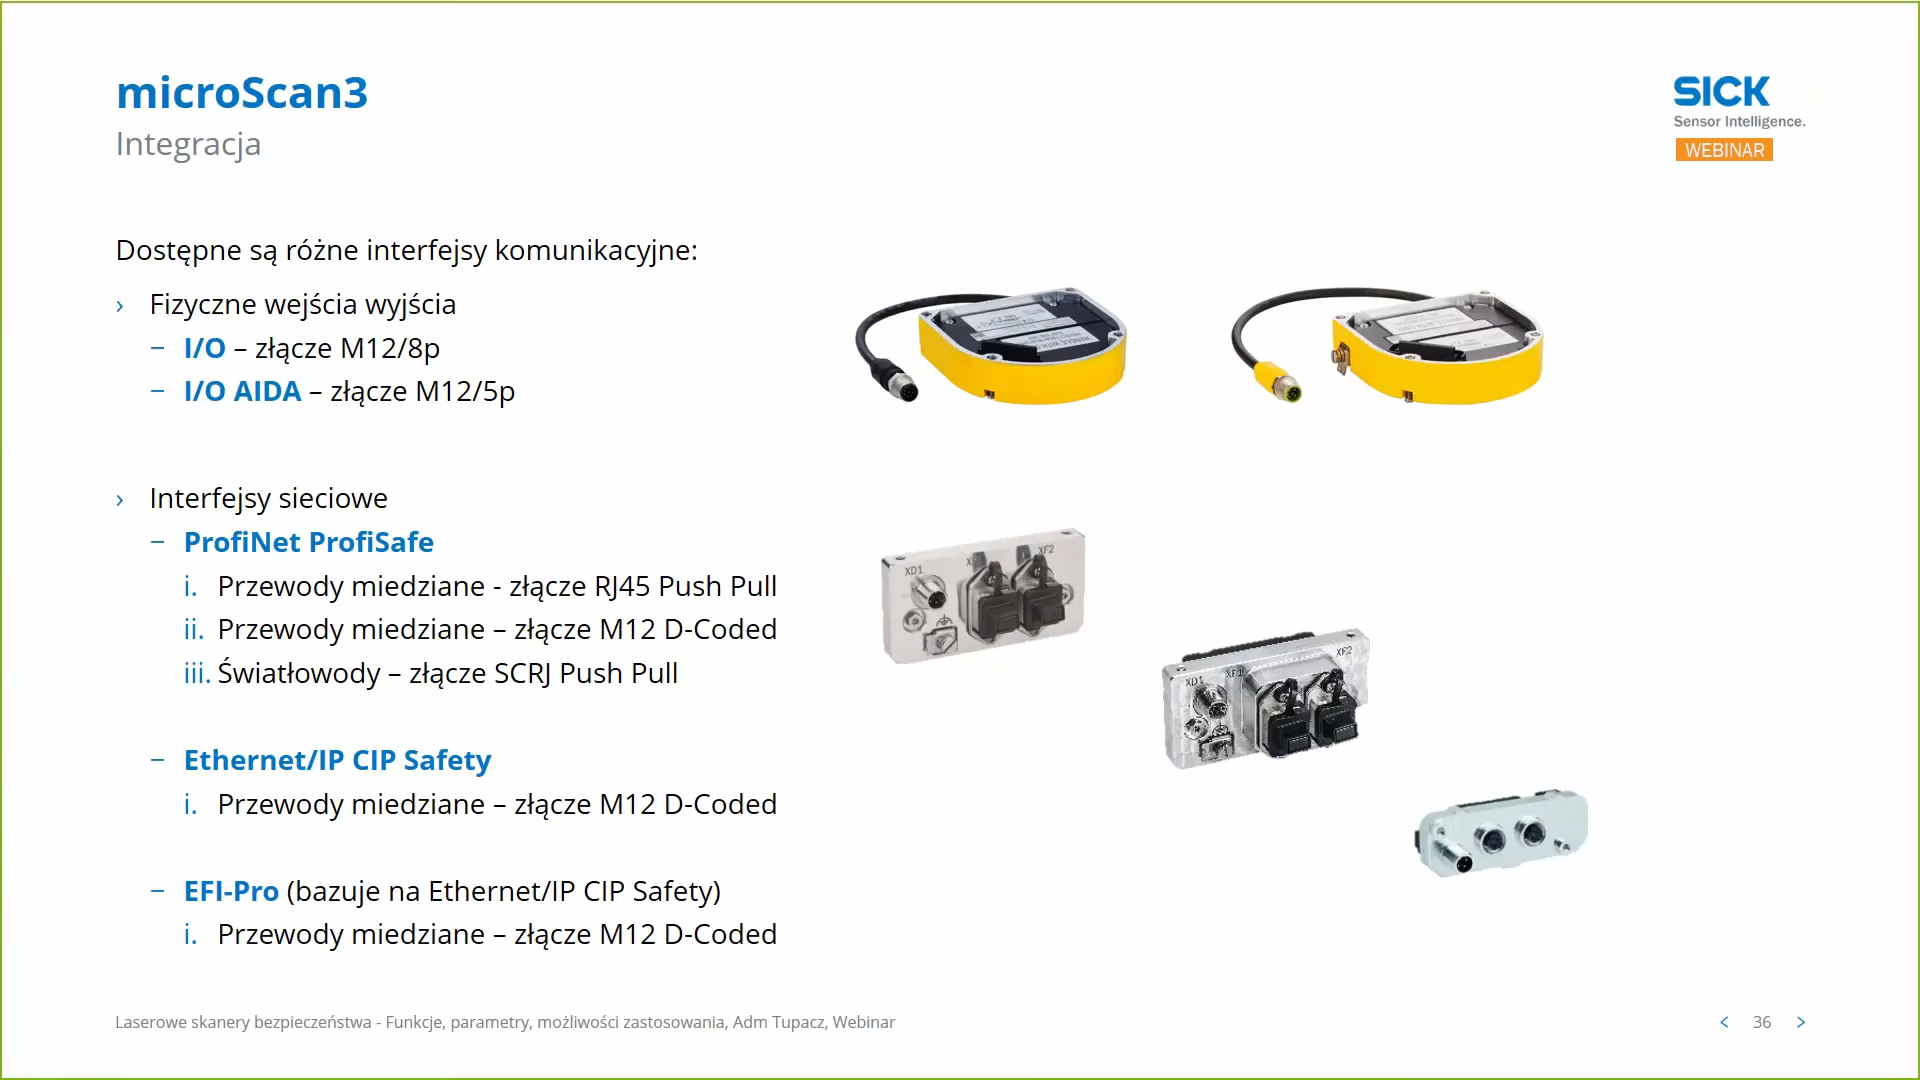 microScan3
Integracja
SICK
Sensor Intelligence.
WEBINAR
Dostępne są różne interfejsy komunikacyjne:
› Fizyczne wejścia wyjścia
– I/O – złącze M12/8p
– I/O AIDA – złącze M12/5p
› Interfejsy sieciowe
– ProfiNet ProfiSafe
i. Przewody miedziane - złącze RJ45 Push Pull
ii. Przewody miedziane – złącze M12 D-Coded
iii. Światłowody – złącze SCRJ Push Pull
– Ethernet/IP CIP Safety
i. Przewody miedziane – złącze M12 D-Coded
– EFI-Pro (bazuje na Ethernet/IP CIP Safety)
i. Przewody miedziane – złącze M12 D-Coded
XD1
XF2
XD1
XF1
XF2
Laserowe skanery bezpieczeństwa - Funkcje, parametry, możliwości zastosowania, Adm Tupacz, Webinar
< 36 >